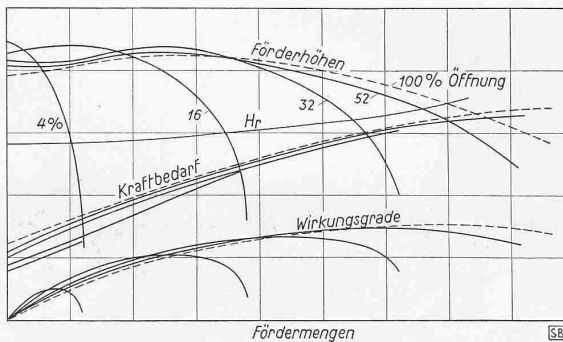 Förderhöhen
100% Öffnung
52
32
16
4%
Hr
Kraftbedarf
Wirkungsgrade
Fördermengen
SB